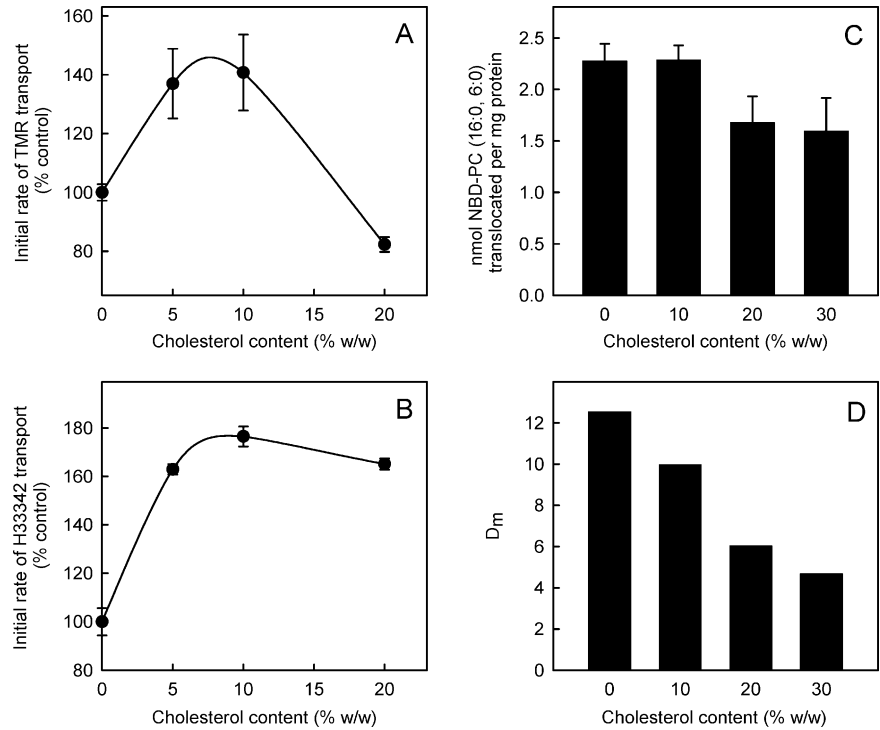 A
Initial rate of TMR transport
(% control)
160
140
120
100
80
0 5 10 15 20
Cholesterol content (% w/w)
B
Initial rate of H33342 transport
(% control)
180
160
140
120
100
80
0 5 10 15 20
Cholesterol content (% w/w)
C
nmol NBD-PC (16:0, 6:0)
translocated per mg protein
2.5
2.0
1.5
1.0
0.5
0.0
0 10 20 30
Cholesterol content (% w/w)
D
Dm
12
10
8
6
4
2
0
0 10 20 30
Cholesterol content (% w/w)